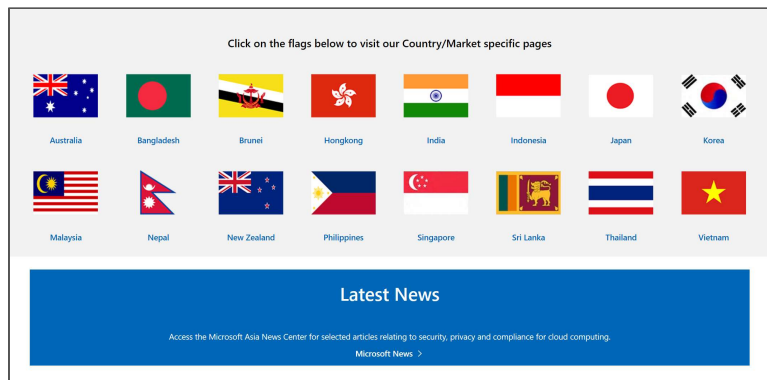 Click on the flags below to visit our Country/Market specific pages
Australia Bangladesh Brunei Hongkong India Indonesia Japan Korea
Malaysia Nepal New Zealand Philippines Singapore Sri Lanka Thailand Vietnam
Latest News
Access the Microsoft Asia News Center for selected articles relating to security, privacy and compliance for cloud computing.
Microsoft News >